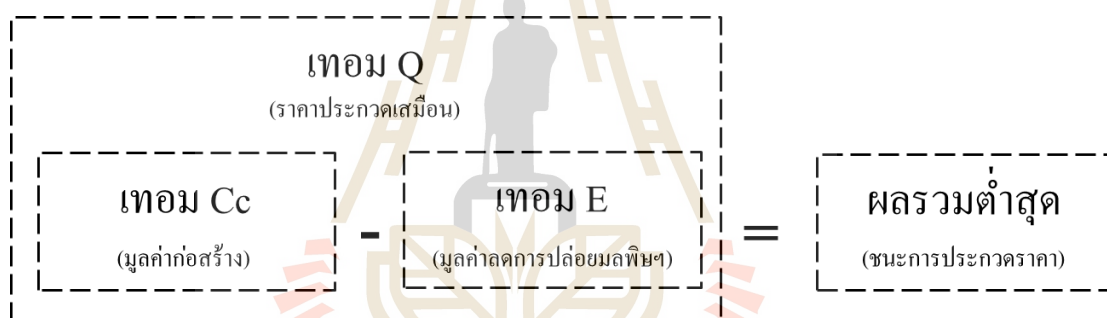 เทอม Q
(ราคาประกวดเสมือน)
เทอม Cc - เทอม E = ผลรวมต่ำสุด
(มูลค่าก่อสร้าง) (มูลค่าลดการปล่อยมลพิษฯ) (ชนะการประกวดราคา)